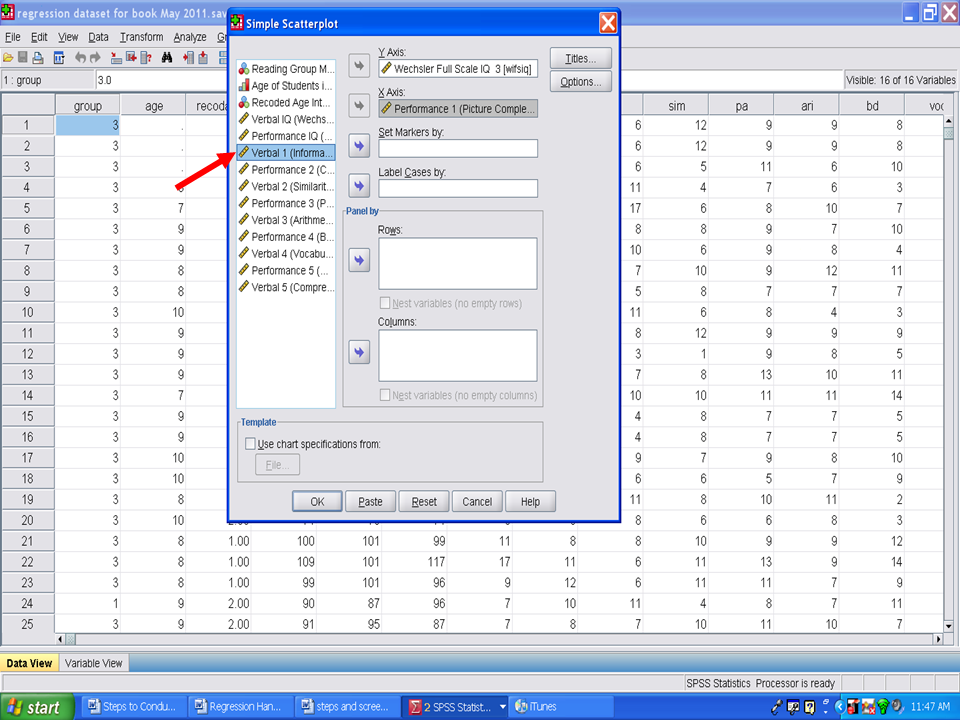 regression dataset for book May 2011.sav
File Edit View Data Transform Analyze
1 : group 3.0 Visible: 16 of 16 Variables
Simple Scatterplot
Reading Group M...
Age of Students i...
Recoded Age Int...
Verbal IQ (Wechs...
Performance IQ (...
Verbal 1 (Informa...
Performance 2 (C...
Verbal 2 (Similarit...
Performance 3 (P...
Verbal 3 (Arithme...
Performance 4 (B...
Verbal 4 (Vocabu...
Performance 5 (...
Verbal 5 (Compre...
Y Axis:
Wechsler Full Scale IQ 3 [wifsiq]
X Axis:
Performance 1 (Picture Comple...
Set Markers by:
Label Cases by:
Panel by
Rows:
Nest variables (no empty rows)
Columns:
Nest variables (no empty columns)
Titles...
Options...
Template
Use chart specifications from:
File...
OK Paste Reset Cancel Help
group age recoda sim pa ari bd voc
1 3 . 6 12 9 9 8
2 3 . 6 12 9 9 8
3 3 . 6 5 11 6 10
4 3 11 4 7 6 3
5 3 7 17 6 8 10 7
6 3 9 8 8 9 7 10
7 3 9 10 6 9 8 4
8 3 8 7 10 9 12 11
9 3 8 5 8 7 7 7
10 3 10 11 6 8 4 3
11 3 9 8 12 9 9 9
12 3 9 3 1 9 8 5
13 3 9 7 8 13 10 11
14 3 7 10 10 11 11 14
15 3 9 4 8 7 7 5
16 3 9 4 8 7 7 5
17 3 10 9 7 9 8 10
18 3 10 6 6 5 7 9
19 3 8 11 8 10 11 2
20 3 10 8 6 6 8 3
21 3 8 1.00 100 101 99 11 8 8 10 9 9 12
22 3 8 1.00 109 101 117 17 11 6 11 13 9 14
23 3 8 1.00 99 101 96 9 12 6 11 11 7 9
24 1 9 2.00 90 87 96 7 10 11 4 8 7 11
25 3 9 2.00 91 95 87 7 8 7 10 11 10 7
Data View Variable View
SPSS Statistics Processor is ready
start Steps to Condu... Regression Han... steps and scree... 2 SPSS Statist... iTunes 11:47 AM